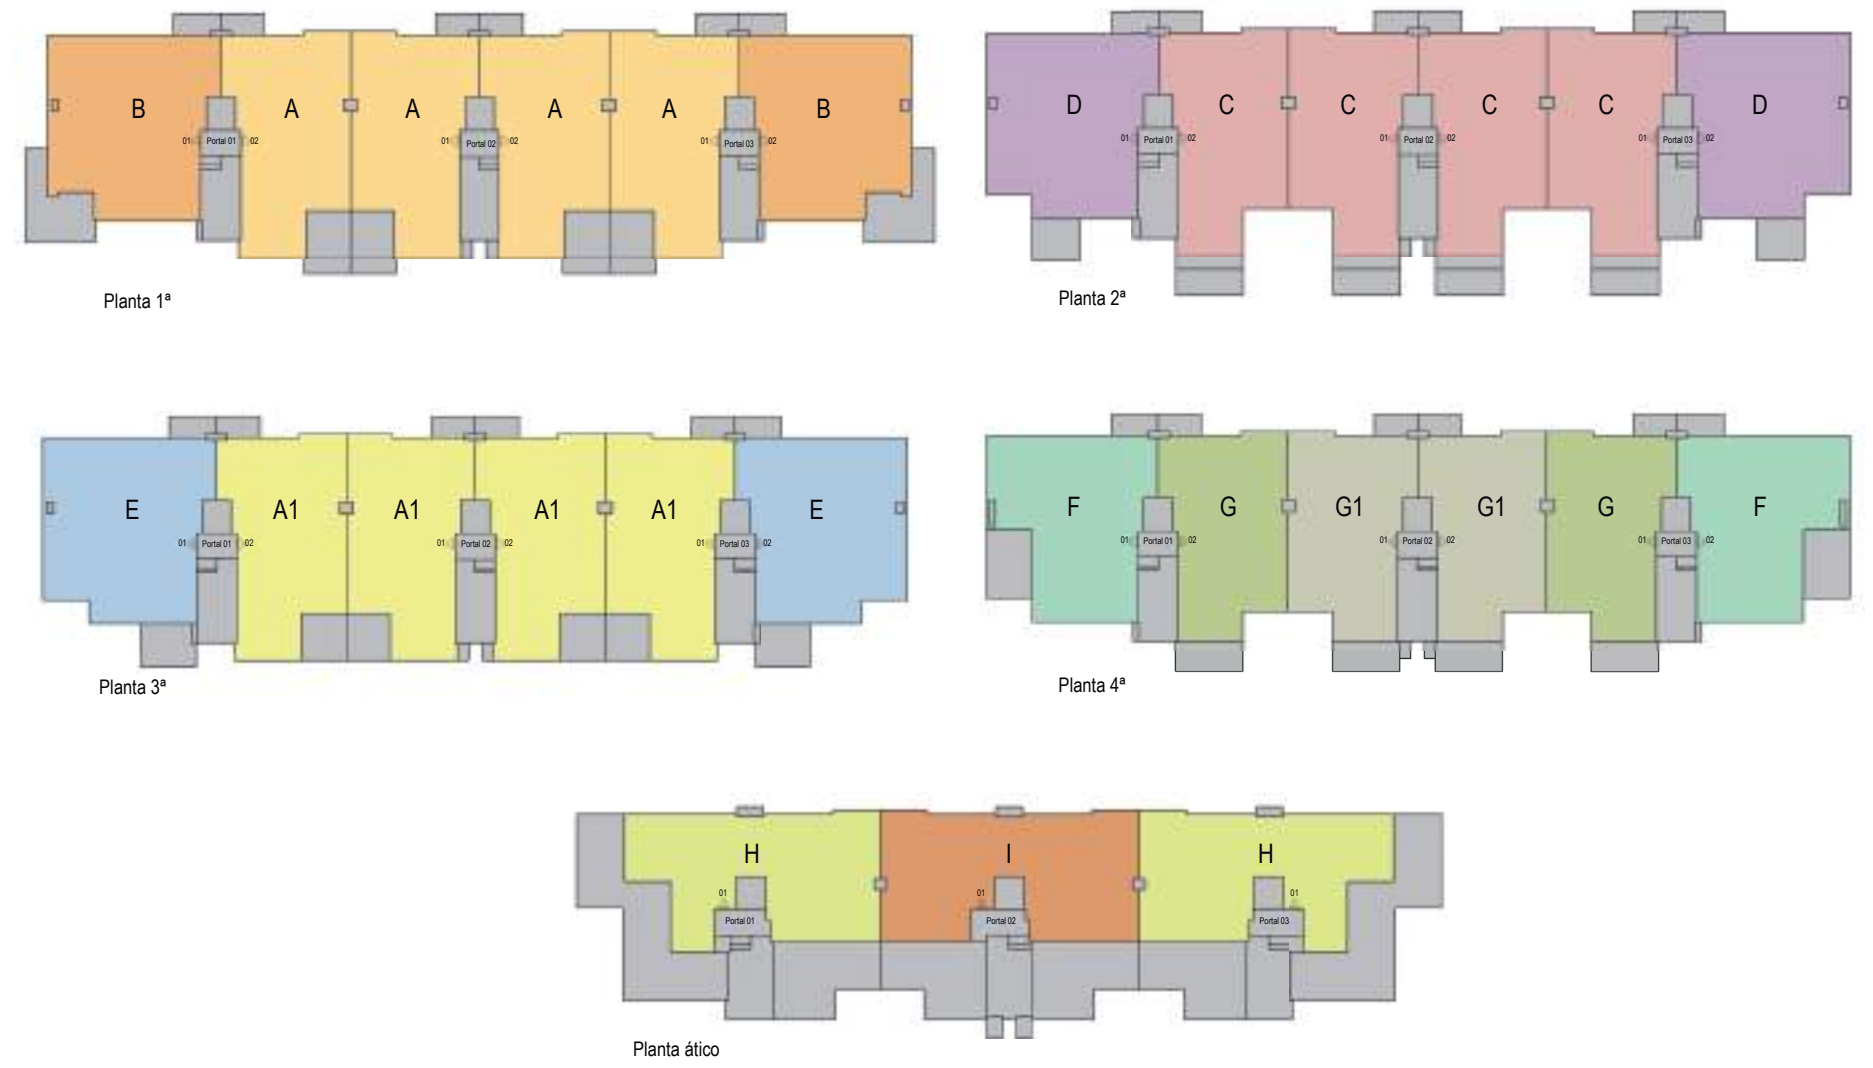 B A A A A B
01 Portal 01 02 01 Portal 02 02 01 Portal 03 02
Planta 1ª
D C C C C D
01 Portal 01 02 01 Portal 02 02 01 Portal 03 02
Planta 2ª
E A1 A1 A1 A1 E
01 Portal 01 02 01 Portal 02 02 01 Portal 03 02
Planta 3ª
F G G1 G1 G F
01 Portal 01 02 01 Portal 02 02 01 Portal 03 02
Planta 4ª
H I H
01 01 01
Portal 01 Portal 02 Portal 03
Planta ático